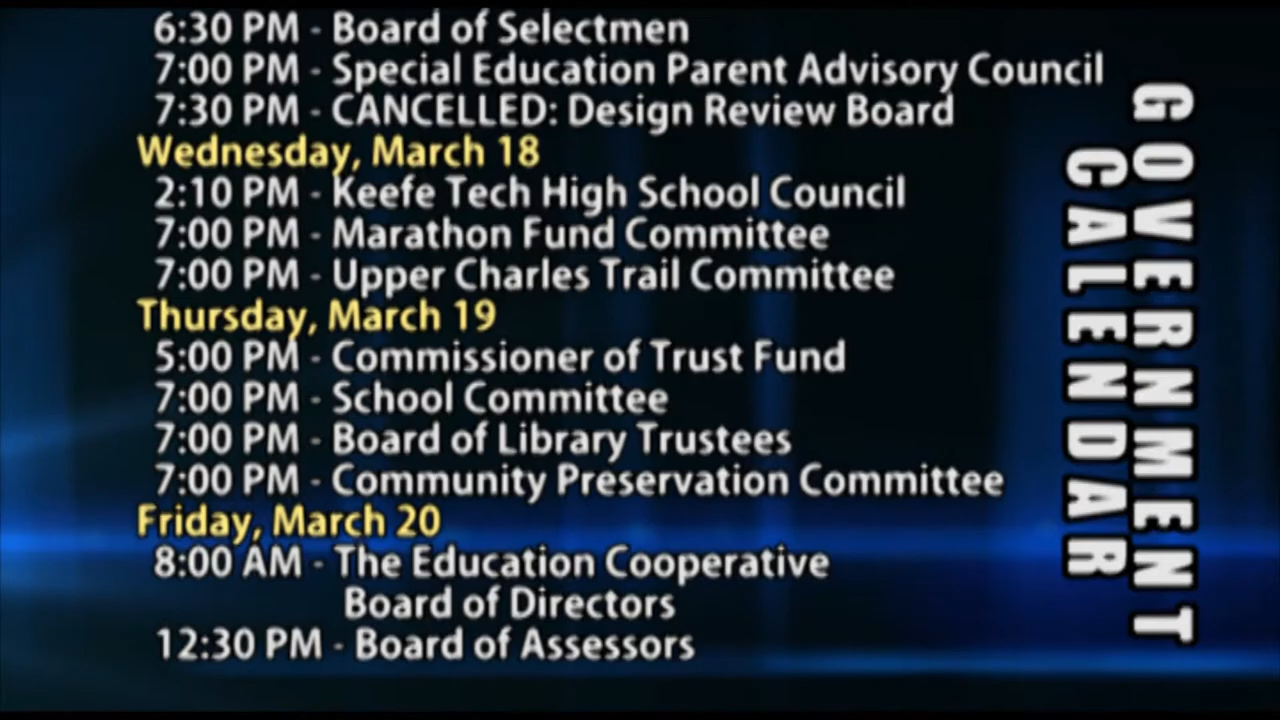 6:30 PM - Board of Selectmen
7:00 PM - Special Education Parent Advisory Council
7:30 PM - CANCELLED: Design Review Board
Wednesday, March 18
2:10 PM - Keefe Tech High School Council
7:00 PM - Marathon Fund Committee
7:00 PM - Upper Charles Trail Committee
Thursday, March 19
5:00 PM - Commissioner of Trust Fund
7:00 PM - School Committee
7:00 PM - Board of Library Trustees
7:00 PM - Community Preservation Committee
Friday, March 20
8:00 AM - The Education Cooperative
Board of Directors
12:30 PM - Board of Assessors
GOVERNMENT
CALENDAR